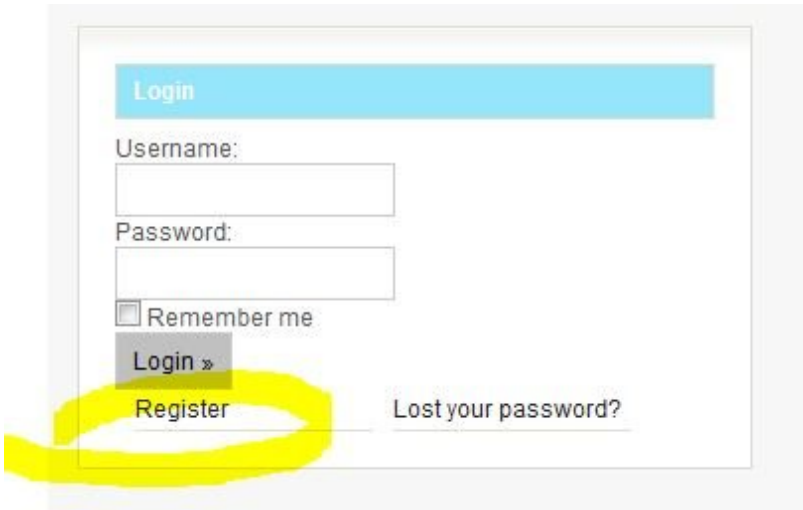 Login
Username:
Password:
Remember me
Login »
Register Lost your password?